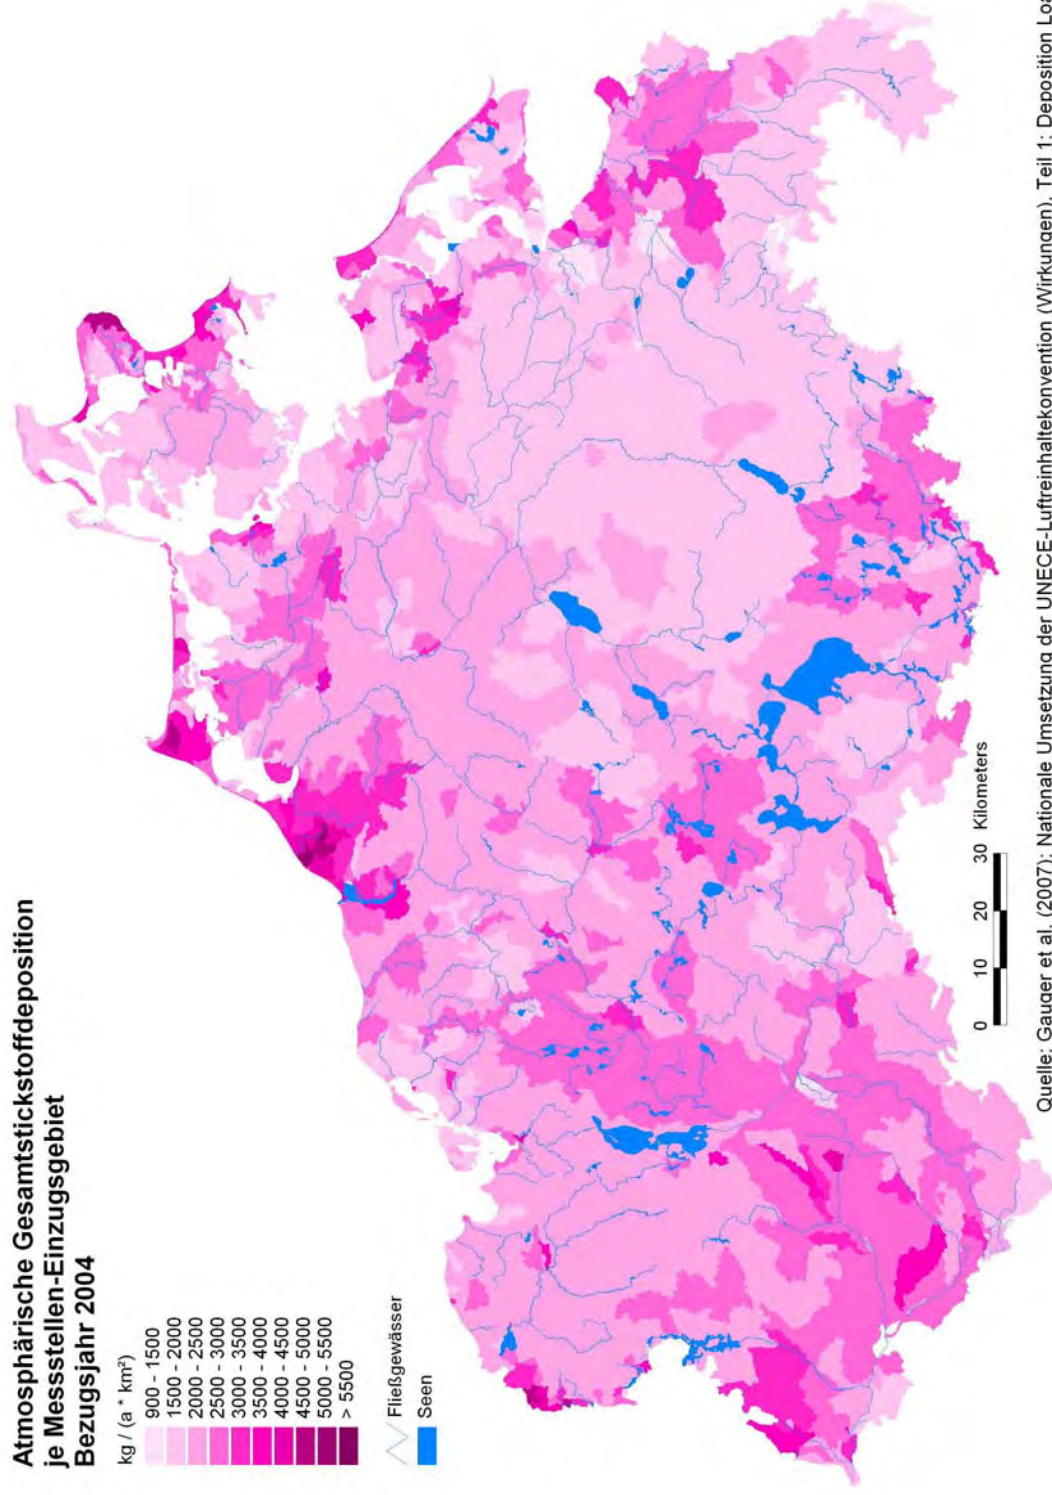 Atmosphärische Gesamtstickstoffdeposition
je Messstellen-Einzugsgebiet
Bezugsjahr 2004
kg / (a * km²)
900 - 1500
1500 - 2000
2000 - 2500
2500 - 3000
3000 - 3500
3500 - 4000
4000 - 4500
4500 - 5000
5000 - 5500
> 5500
Fließgewässer
Seen
0 10 20 30 Kilometers
Quelle: Gauger et al. (2007): Nationale Umsetzung der UNECE-Luftreinhaltekonvention (Wirkungen), Teil 1: Deposition Loa